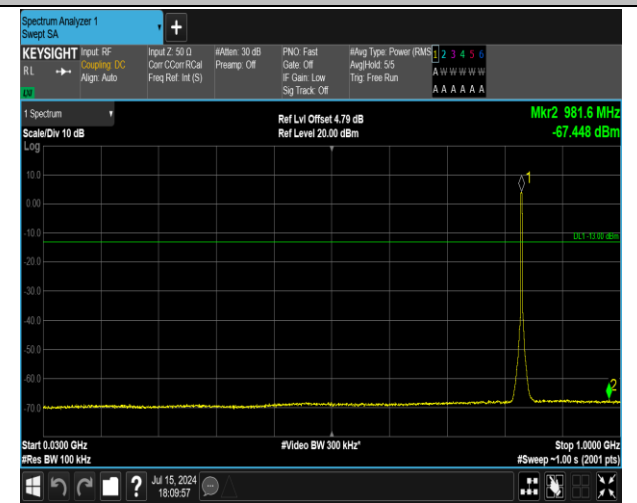 Spectrum Analyzer 1
Swept SA
+
KEYSIGHT
RL
Input: RF
Coupling: DC
Align: Auto
Input Z: 50 Ω
Corr CCorr RCal
Freq Ref: Int (S)
#Atten: 30 dB
Preamp: Off
PNO: Fast
Gate: Off
IF Gain: Low
Sig Track: Off
#Avg Type: Power (RMS
Avg|Hold: 5/5
Trig: Free Run
1 2 3 4 5 6
A W W W W W
A A A A A A
1 Spectrum
Scale/Div 10 dB
Log
Ref Lvl Offset 4.79 dB
Ref Level 20.00 dBm
Mkr2 981.6 MHz
-67.448 dBm
10.0
0.00
-10.0
-20.0
-30.0
-40.0
-50.0
-60.0
-70.0
1
DL1 -13.00 dBm
2
Start 0.0300 GHz
#Res BW 100 kHz
#Video BW 300 kHz*
Stop 1.0000 GHz
#Sweep ~1.00 s (2001 pts)
?
Jul 15, 2024
18:09:57